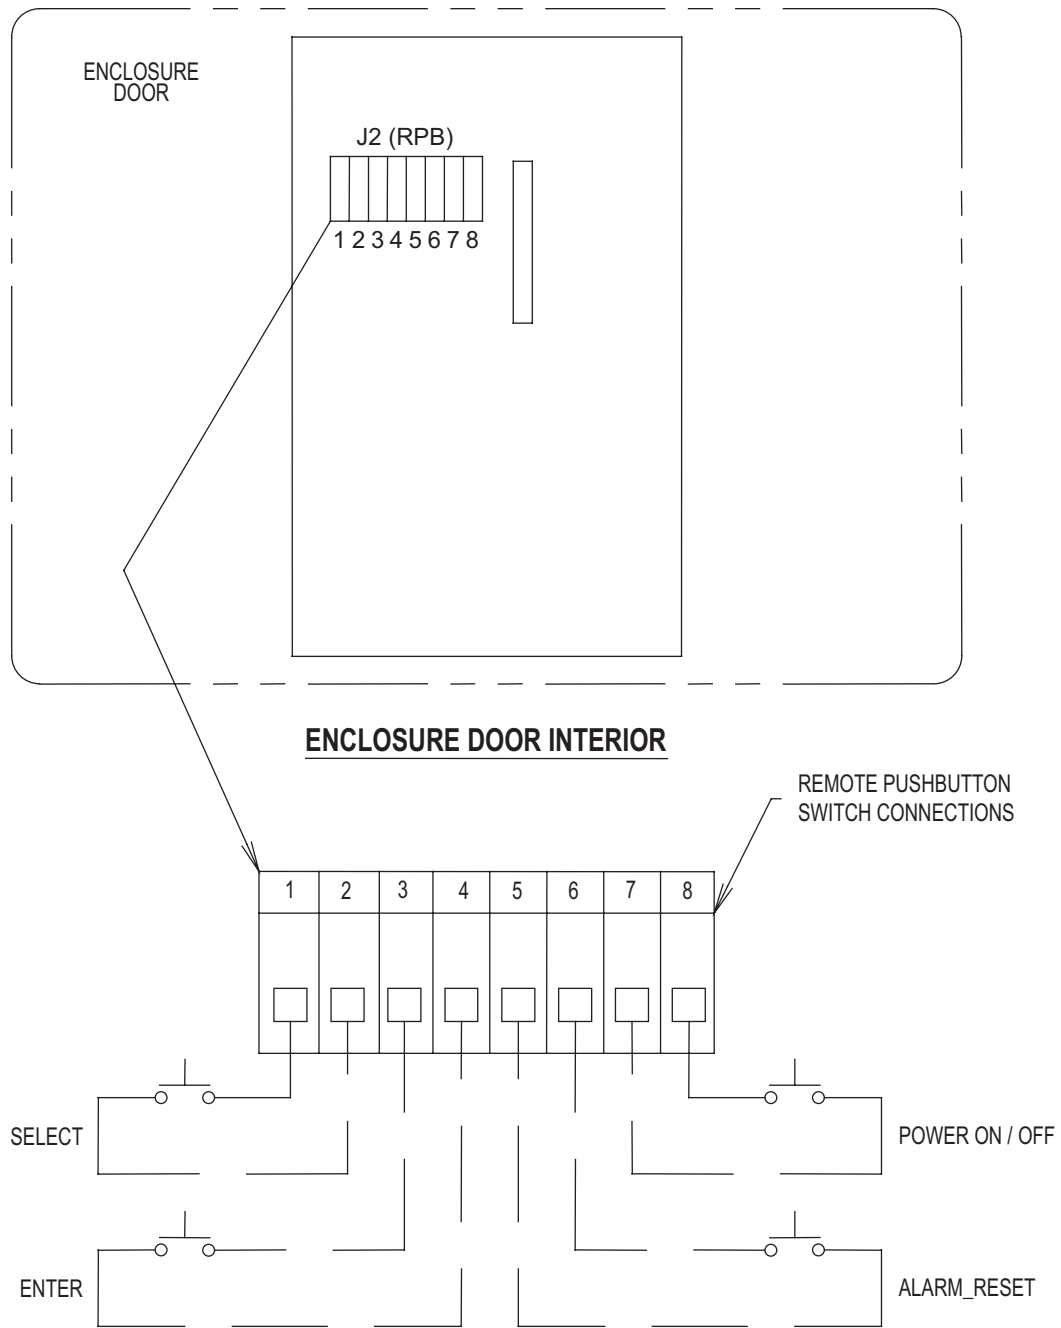 ENCLOSURE
DOOR
J2 (RPB)
1 2 3 4 5 6 7 8
ENCLOSURE DOOR INTERIOR
REMOTE PUSHBUTTON
SWITCH CONNECTIONS
1 2 3 4 5 6 7 8
SELECT
POWER ON / OFF
ENTER
ALARM_RESET